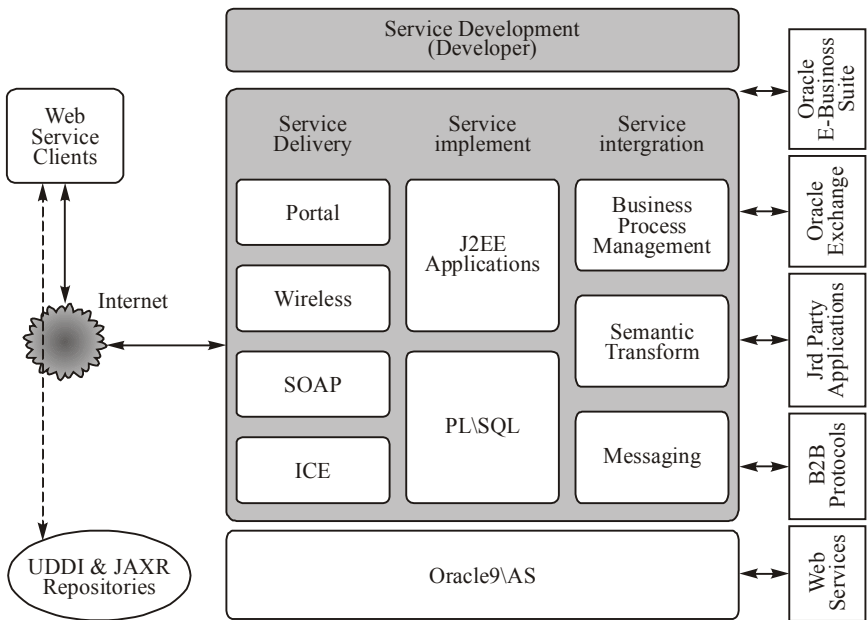 Service Development
(Developer)
Web
Service
Clients
Internet
UDDI & JAXR
Repositories
Service
Delivery
Portal
Wireless
SOAP
ICE
Service
implement
J2EE
Applications
PL\SQL
Service
intergration
Business
Process
Management
Semantic
Transform
Messaging
Oracle9\AS
Oracle
E-Businoss
Suite
Oracle
Exchange
Jrd Party
Applications
B2B
Protocols
Web
Services